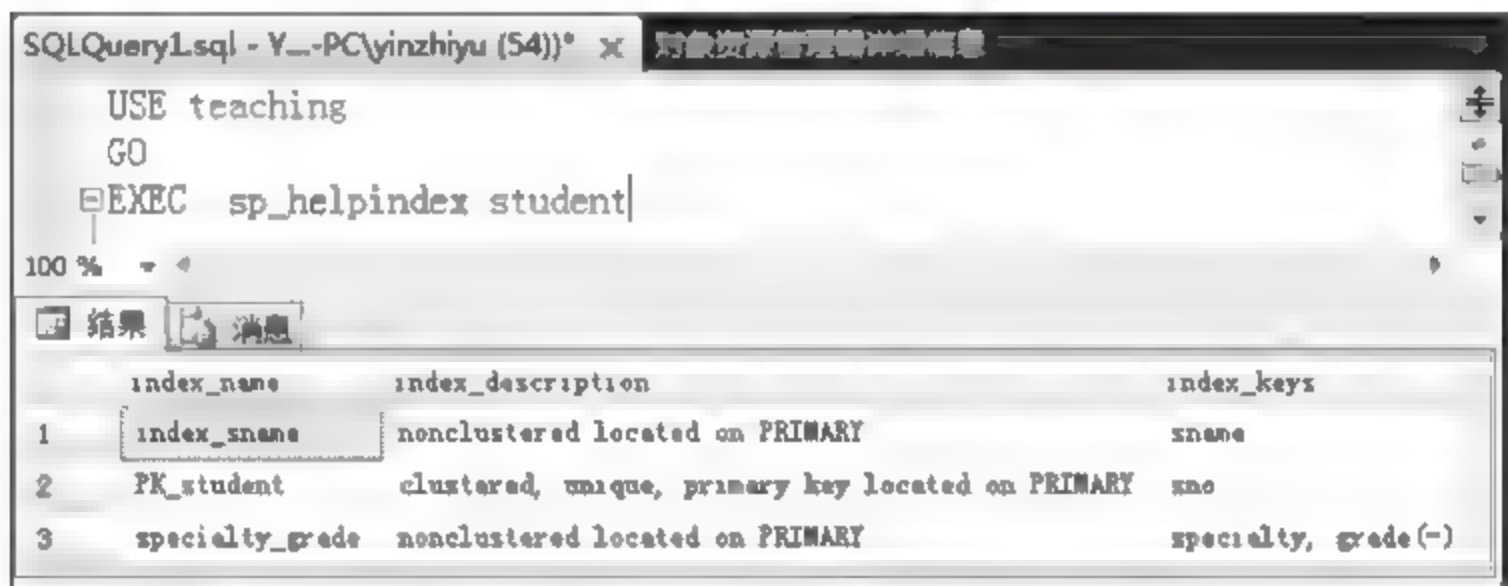 SQLQuery1.sql - Y...-PC\yinzhiyu (54))* ×
USE teaching
GO
EXEC sp_helpindex student
100 %
结果 消息
index_name index_description index_keys
1 index_sname nonclustered located on PRIMARY sname
2 PK_student clustered, unique, primary key located on PRIMARY sno
3 specialty_grade nonclustered located on PRIMARY specialty, grade(-)